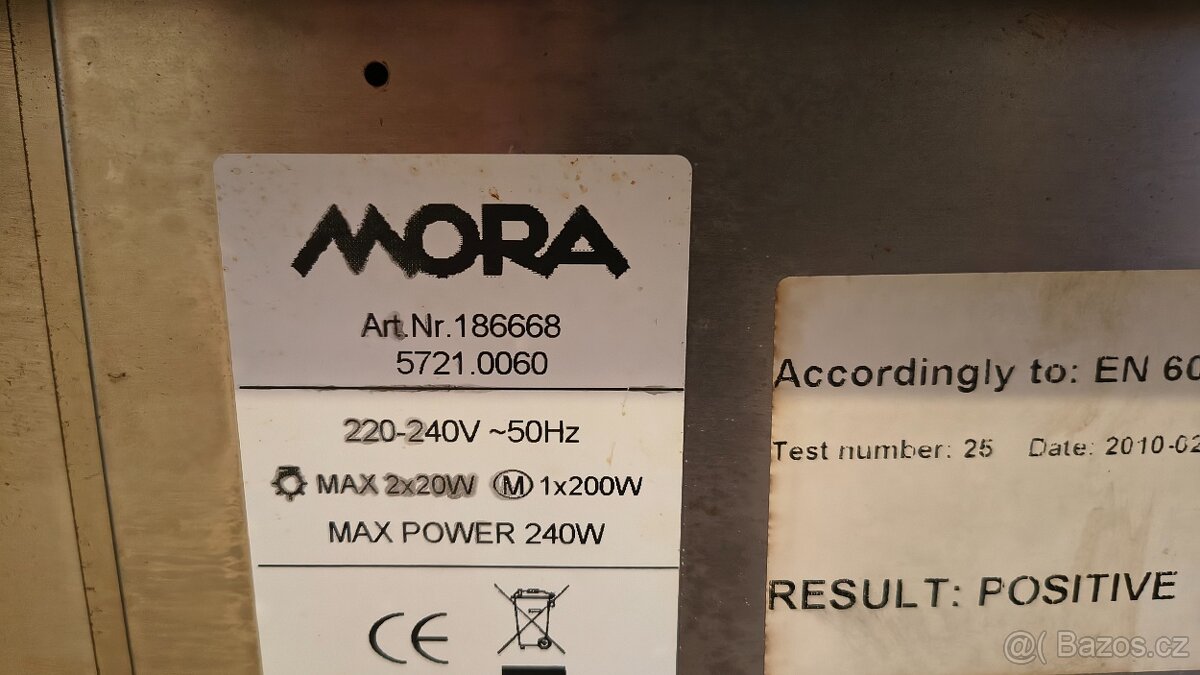 MORA
Art.Nr.186668
5721.0060
220-240V ~50Hz
MAX 2x20W M 1x200W
MAX POWER 240W
CE
Accordingly to: EN 60
Test number: 25 Date: 2010-02
RESULT: POSITIVE
@( Bazos.cz